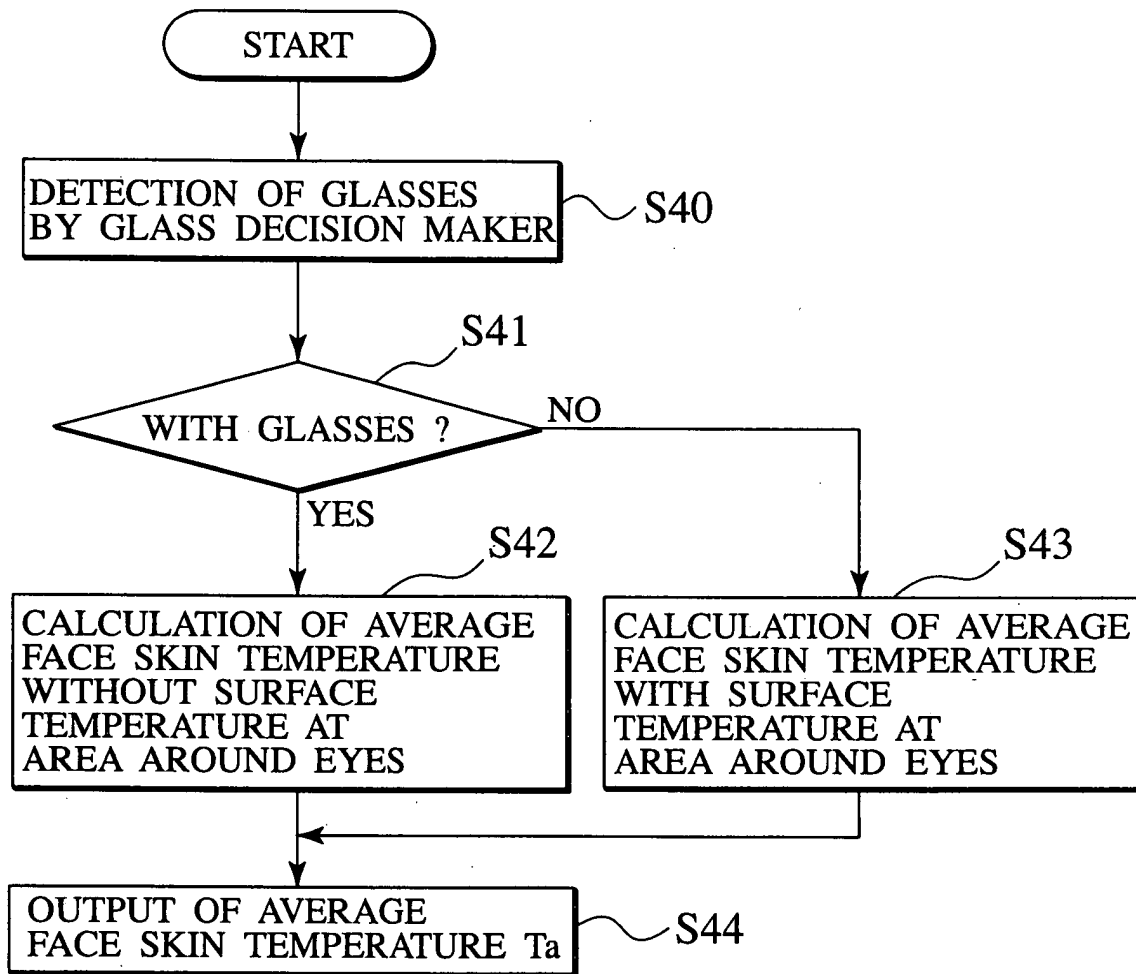 START
DETECTION OF GLASSES
BY GLASS DECISION MAKER
S40
S41
WITH GLASSES ?
NO
YES
S42
CALCULATION OF AVERAGE
FACE SKIN TEMPERATURE
WITHOUT SURFACE
TEMPERATURE AT
AREA AROUND EYES
S43
CALCULATION OF AVERAGE
FACE SKIN TEMPERATURE
WITH SURFACE
TEMPERATURE AT
AREA AROUND EYES
OUTPUT OF AVERAGE
FACE SKIN TEMPERATURE Ta
S44